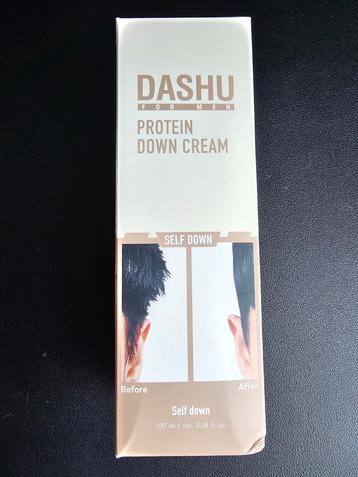 DASHU
FOR MEN
PROTEIN
DOWN CREAM
SELF DOWN
Before
After
Self down
100 ml / net. 3.38 fl. oz